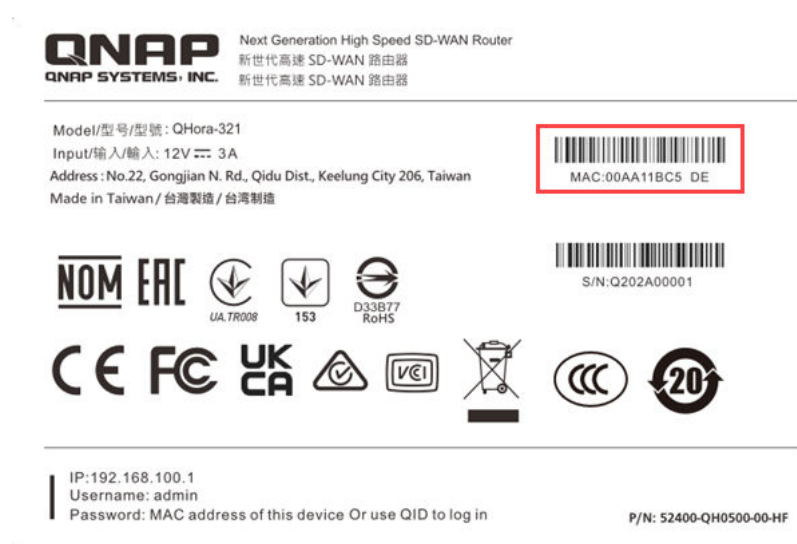 QNAP
QNAP SYSTEMS, INC.
Next Generation High Speed SD-WAN Router
新世代高速 SD-WAN 路由器
新世代高速 SD-WAN 路由器
Model/型号/型號: QHora-321
Input/输入/輸入: 12V 3A
Address : No.22, Gongjian N. Rd., Qidu Dist., Keelung City 206, Taiwan
Made in Taiwan / 台灣製造 / 台湾制造
MAC:00AA11BC5 DE
S/N:Q202A00001
NOM EAC
UA.TR008
153
D33B77
RoHS
CE FC UK
CA
VCI
CCC
20
IP:192.168.100.1
Username: admin
Password: MAC address of this device Or use QID to log in
P/N: 52400-QH0500-00-HF